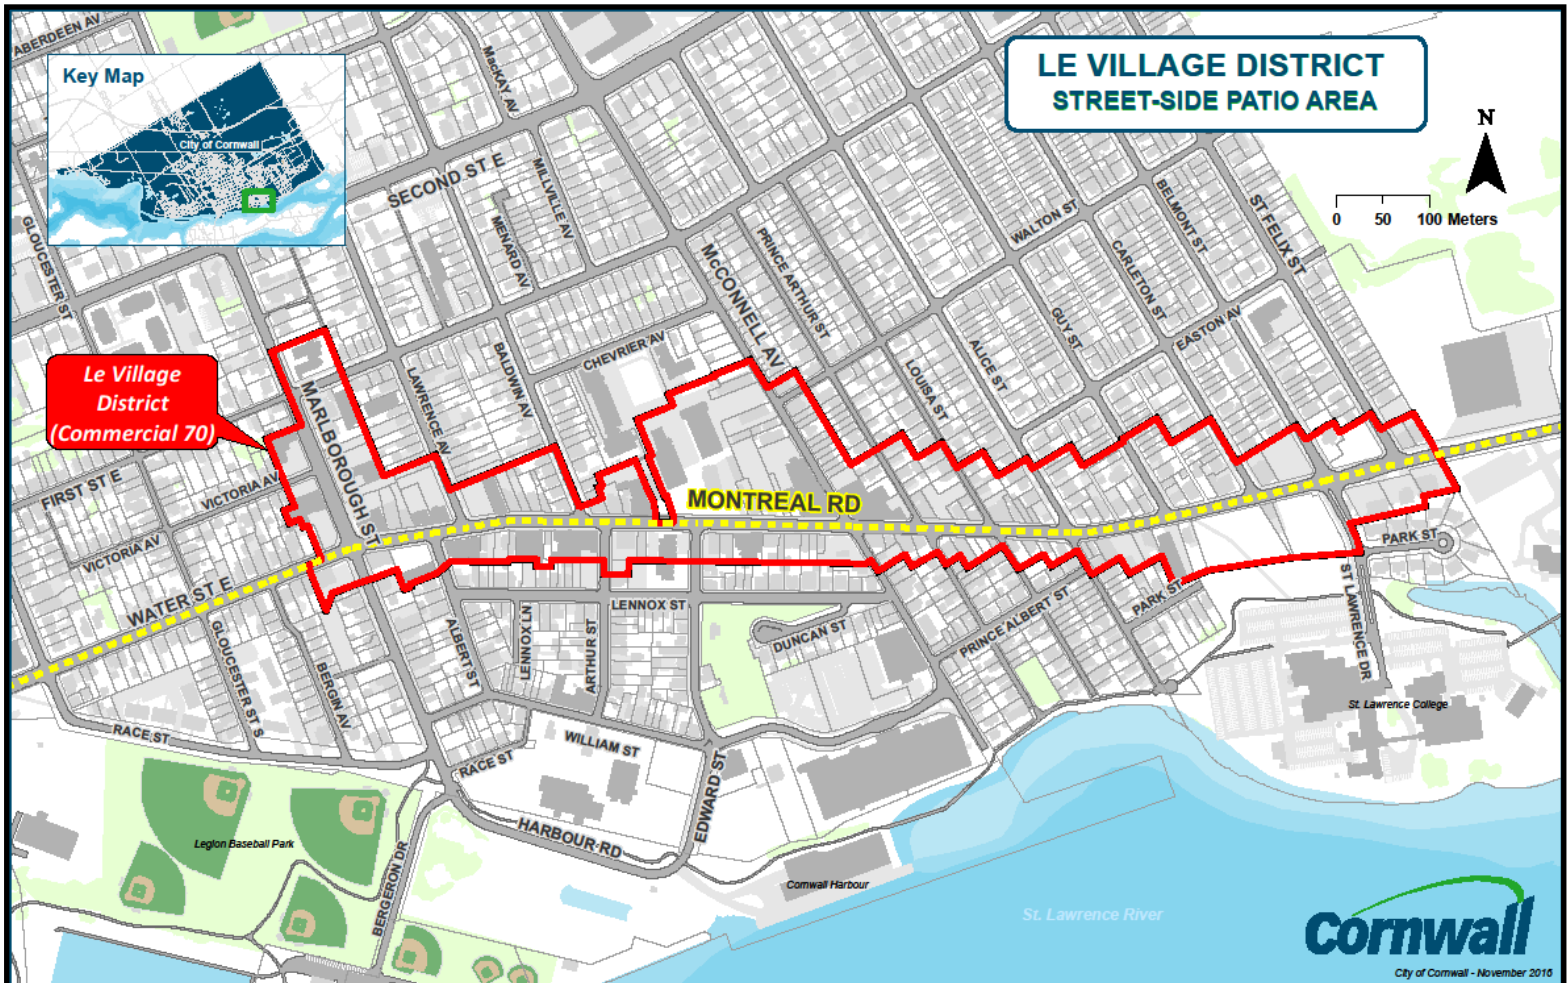 ABERDEEN AV
Key Map
City of Cornwall
LE VILLAGE DISTRICT
STREET-SIDE PATIO AREA
N
0 50 100 Meters
MacKAY AV
SECOND ST E
MILLVILLE AV
MENARD AV
GLOUCESTER ST
McCONNELL AV
PRINCE ARTHUR ST
WALTON ST
BELMONT ST
ST FELIX ST
CARLETON ST
GUY ST
EASTON AV
ALICE ST
LOUISA ST
CHEVRIER AV
BALDWIN AV
LAWRENCE AV
MARLBOROUGH ST
Le Village
District
(Commercial 70)
FIRST ST E
VICTORIA AV
VICTORIA AV
MONTREAL RD
WATER ST E
PARK ST
ST LAWRENCE DR
PARK ST
PRINCE ALBERT ST
DUNCAN ST
LENNOX ST
LENNOX LN
ARTHUR ST
ALBERT ST
BERGIN AV
GLOUCESTER ST S
RACE ST
RACE ST
WILLIAM ST
EDWARD ST
HARBOUR RD
BERGERON DR
Legion Baseball Park
Cornwall Harbour
St. Lawrence College
St. Lawrence River
Cornwall
City of Cornwall - November 2016